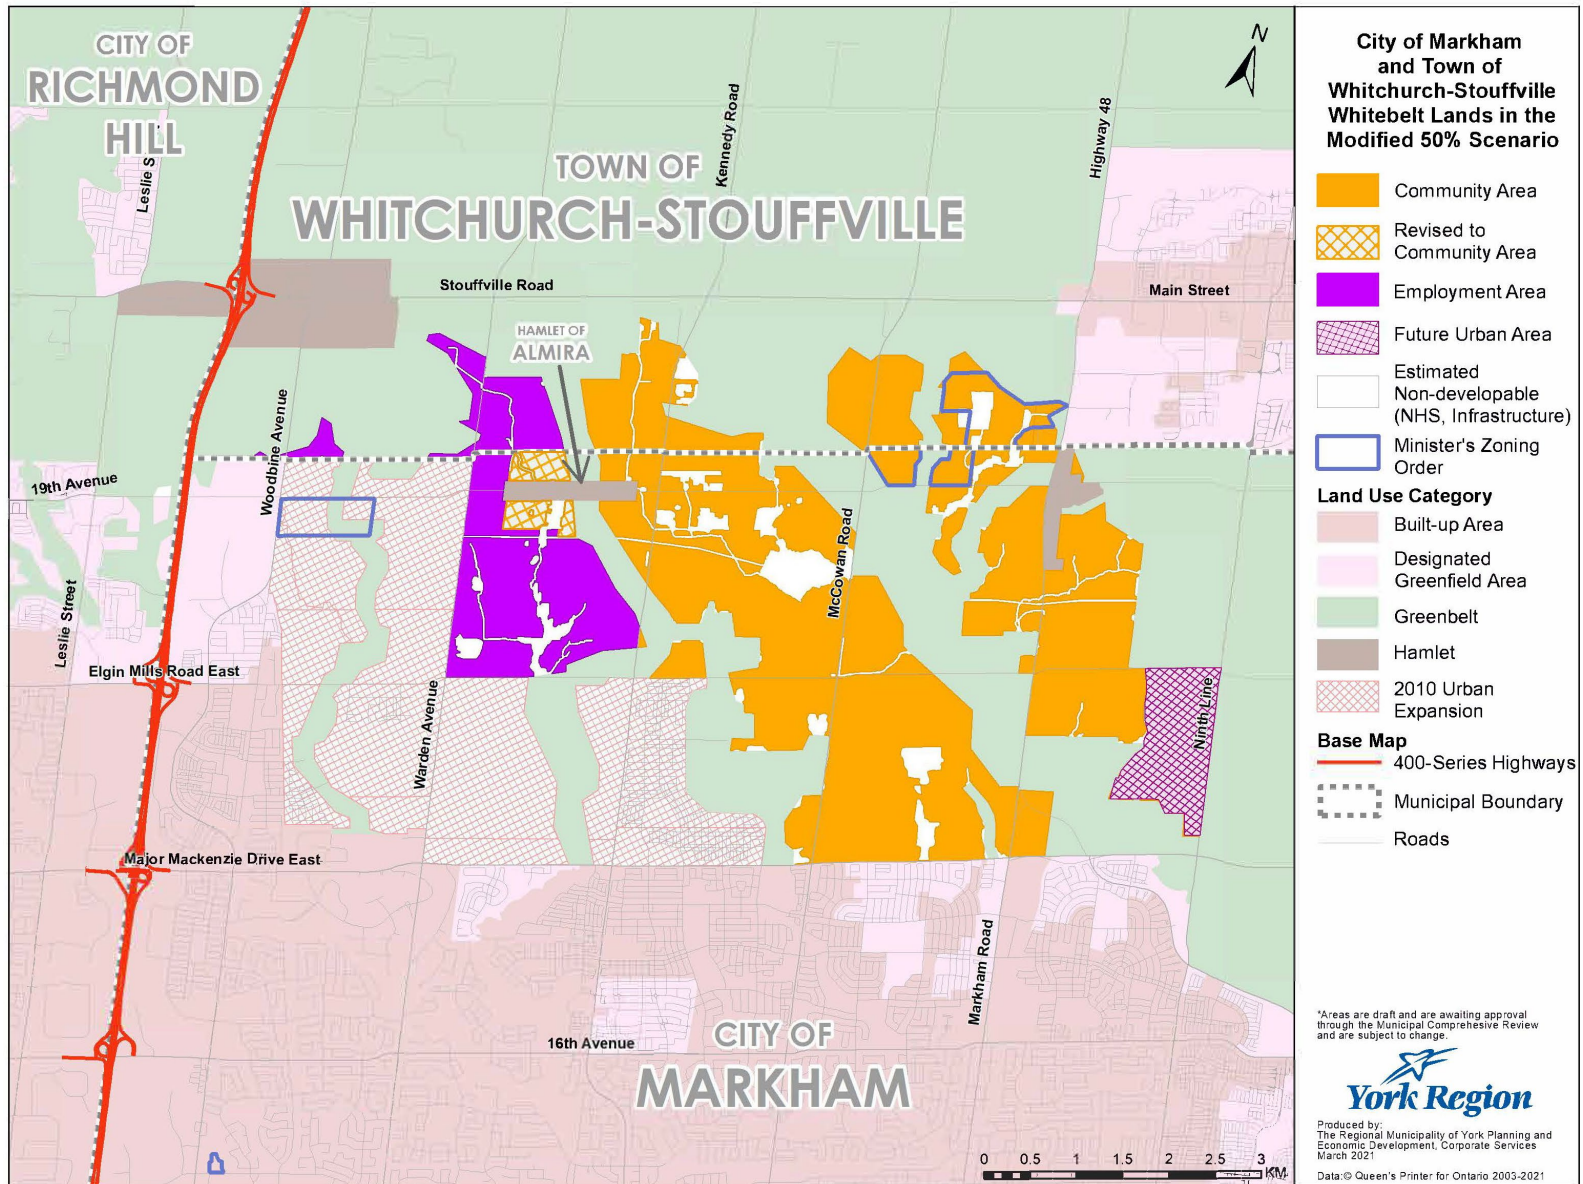 CITY OF
RICHMOND
HILL
Leslie S
TOWN OF
WHITCHURCH-STOUFFVILLE
Kennedy Road
Highway 48
N
Stouffville Road
Main Street
HAMLET OF
ALMIRA
Woodbine Avenue
19th Avenue
McCowan Road
Leslie Street
Elgin Mills Road East
Warden Avenue
Ninth Line
Major Mackenzie Drive East
Markham Road
16th Avenue
CITY OF
MARKHAM
0 0.5 1 1.5 2 2.5 3
KM
City of Markham
and Town of
Whitchurch-Stouffville
Whitebelt Lands in the
Modified 50% Scenario
Community Area
Revised to
Community Area
Employment Area
Future Urban Area
Estimated
Non-developable
(NHS, Infrastructure)
Minister's Zoning
Order
Land Use Category
Built-up Area
Designated
Greenfield Area
Greenbelt
Hamlet
2010 Urban
Expansion
Base Map
400-Series Highways
Municipal Boundary
Roads
*Areas are draft and are awaiting approval
through the Municipal Comprehesive Review
and are subject to change.
York Region
Produced by:
The Regional Municipality of York Planning and
Economic Development, Corporate Services
March 2021
Data:© Queen's Printer for Ontario 2003-2021